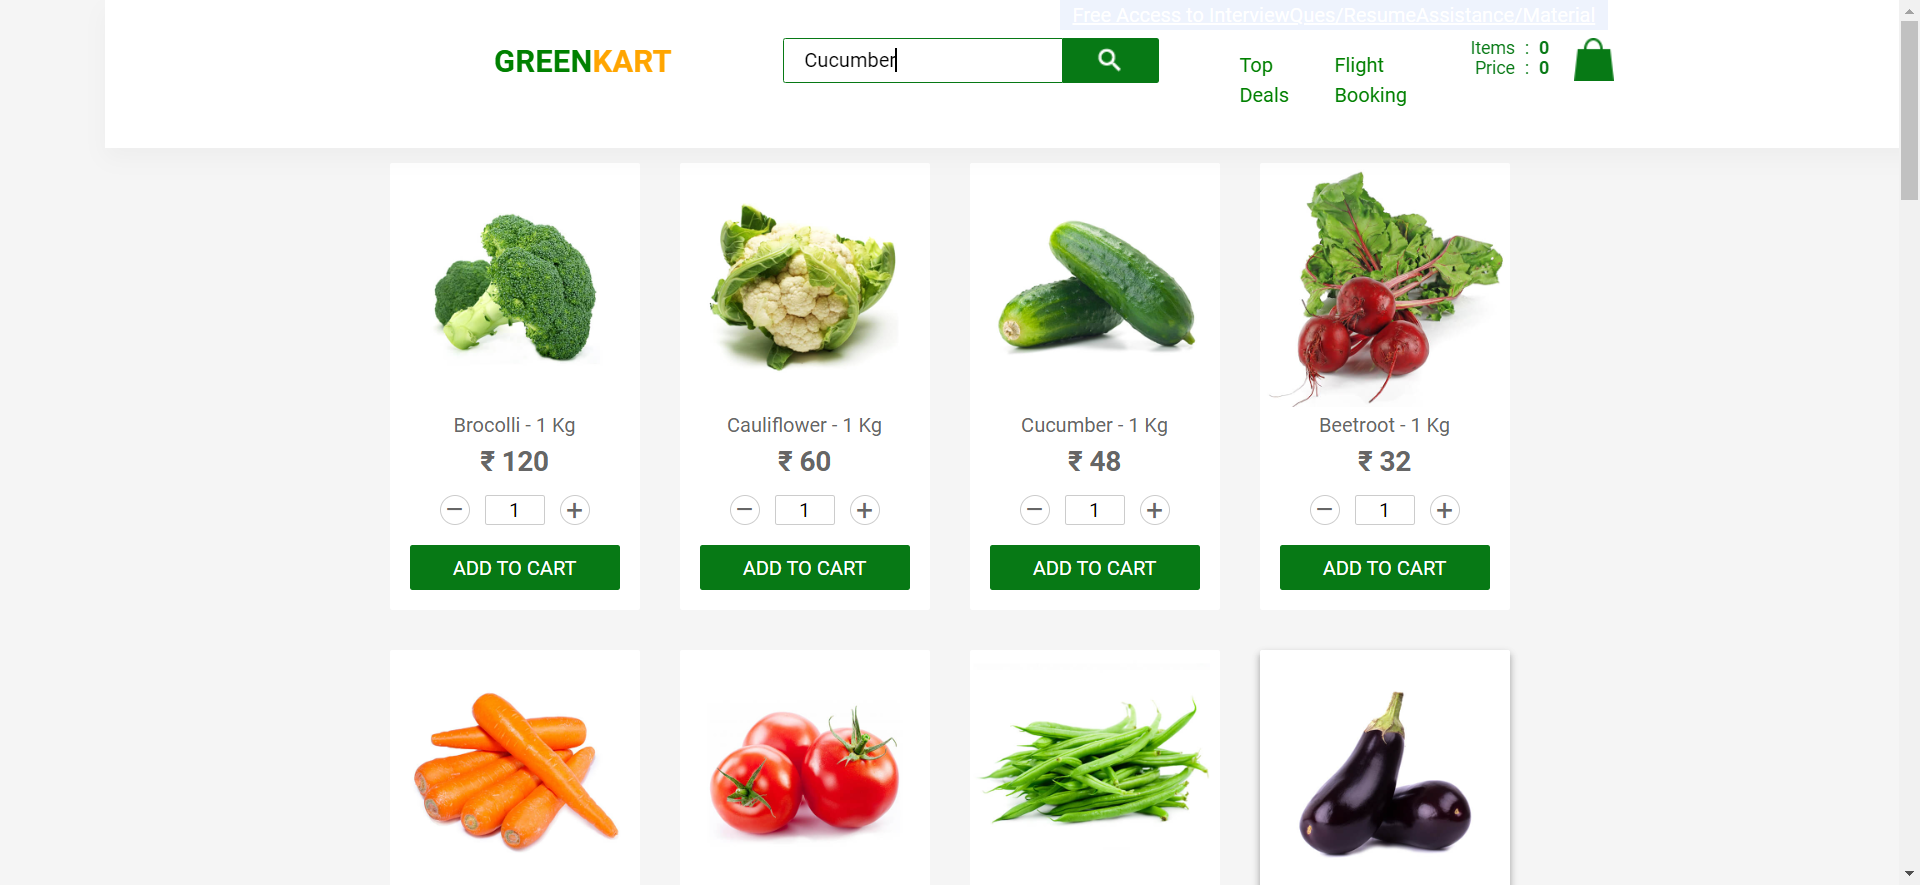 Free Access to InterviewQues/ResumeAssistance/Material
GREENKART
Cucumber
Top
Deals
Flight
Booking
Items : 0
Price : 0
Brocolli - 1 Kg
₹ 120
− 1 +
ADD TO CART
Cauliflower - 1 Kg
₹ 60
− 1 +
ADD TO CART
Cucumber - 1 Kg
₹ 48
− 1 +
ADD TO CART
Beetroot - 1 Kg
₹ 32
− 1 +
ADD TO CART